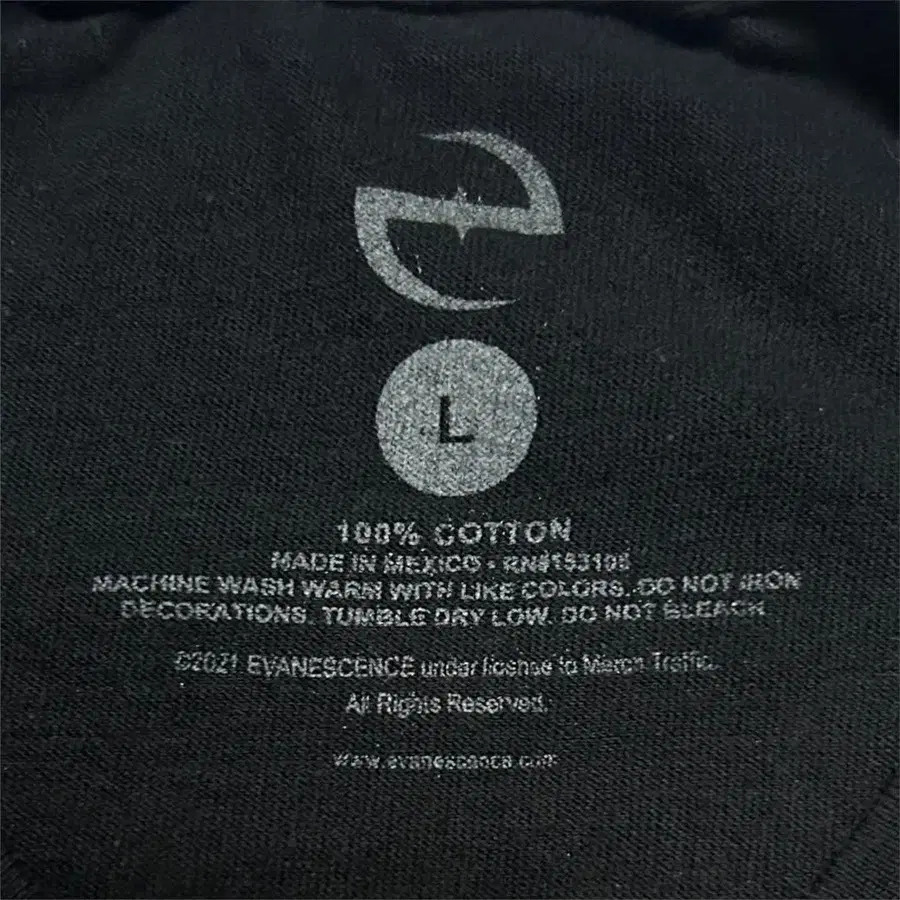 L
100% COTTON
MADE IN MEXICO • RN#153105
MACHINE WASH WARM WITH LIKE COLORS. DO NOT IRON
DECORATIONS. TUMBLE DRY LOW. DO NOT BLEACH
©2021 EVANESCENCE under license to Merch Traffic.
All Rights Reserved.
www.evanescence.com